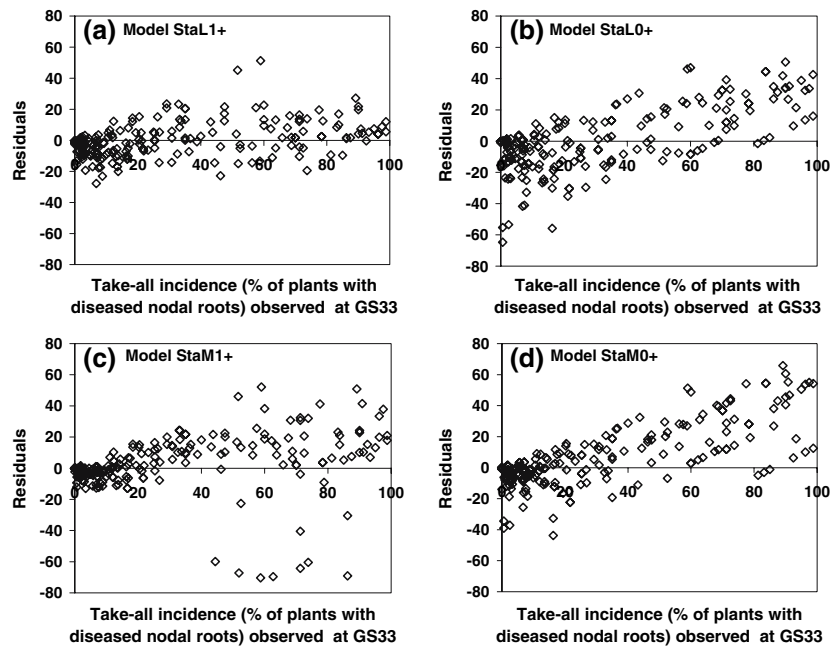 (a) Model StaL1+
80
60
40
20
0
-20
-40
-60
-80
0 20 40 60 80 100
Residuals
Take-all incidence (% of plants with
diseased nodal roots) observed at GS33
(b) Model StaL0+
80
60
40
20
0
-20
-40
-60
-80
0 20 40 60 80 100
Residuals
Take-all incidence (% of plants with
diseased nodal roots) observed at GS33
(c) Model StaM1+
80
60
40
20
0
-20
-40
-60
-80
0 20 40 60 80 100
Residuals
Take-all incidence (% of plants with
diseased nodal roots) observed at GS33
(d) Model StaM0+
80
60
40
20
0
-20
-40
-60
-80
0 20 40 60 80 100
Residuals
Take-all incidence (% of plants with
diseased nodal roots) observed at GS33